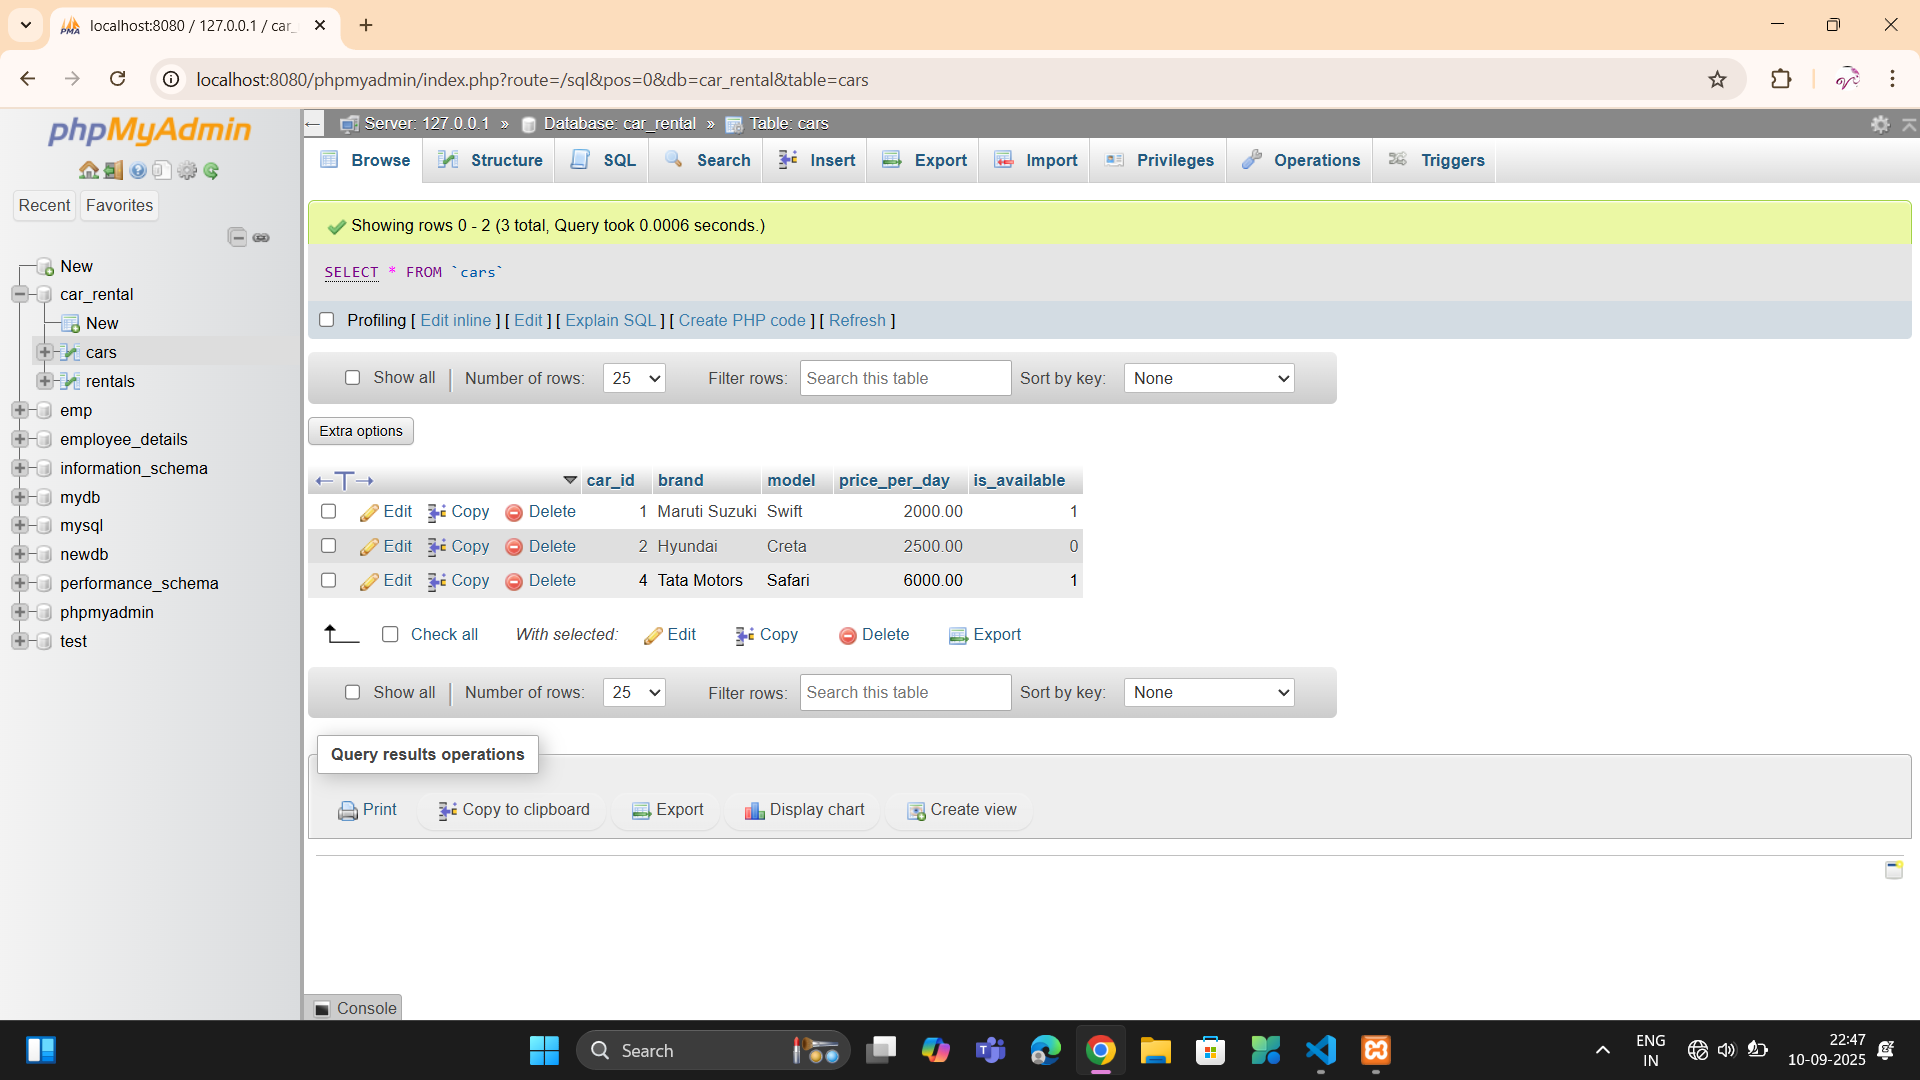 localhost:8080 / 127.0.0.1 / car_
localhost:8080/phpmyadmin/index.php?route=/sql&pos=0&db=car_rental&table=cars
phpMyAdmin
Recent Favorites
New
car_rental
New
cars
rentals
emp
employee_details
information_schema
mydb
mysql
newdb
performance_schema
phpmyadmin
test
Server: 127.0.0.1 » Database: car_rental » Table: cars
Browse Structure SQL Search Insert Export Import Privileges Operations Triggers
Showing rows 0 - 2 (3 total, Query took 0.0006 seconds.)
SELECT * FROM `cars`
Profiling [ Edit inline ] [ Edit ] [ Explain SQL ] [ Create PHP code ] [ Refresh ]
Show all | Number of rows: 25 Filter rows: Search this table Sort by key: None
Extra options
←T→ car_id brand model price_per_day is_available
Edit Copy Delete 1 Maruti Suzuki Swift 2000.00 1
Edit Copy Delete 2 Hyundai Creta 2500.00 0
Edit Copy Delete 4 Tata Motors Safari 6000.00 1
Check all With selected: Edit Copy Delete Export
Show all | Number of rows: 25 Filter rows: Search this table Sort by key: None
Query results operations
Print Copy to clipboard Export Display chart Create view
Console
Search
ENG
IN
22:47
10-09-2025